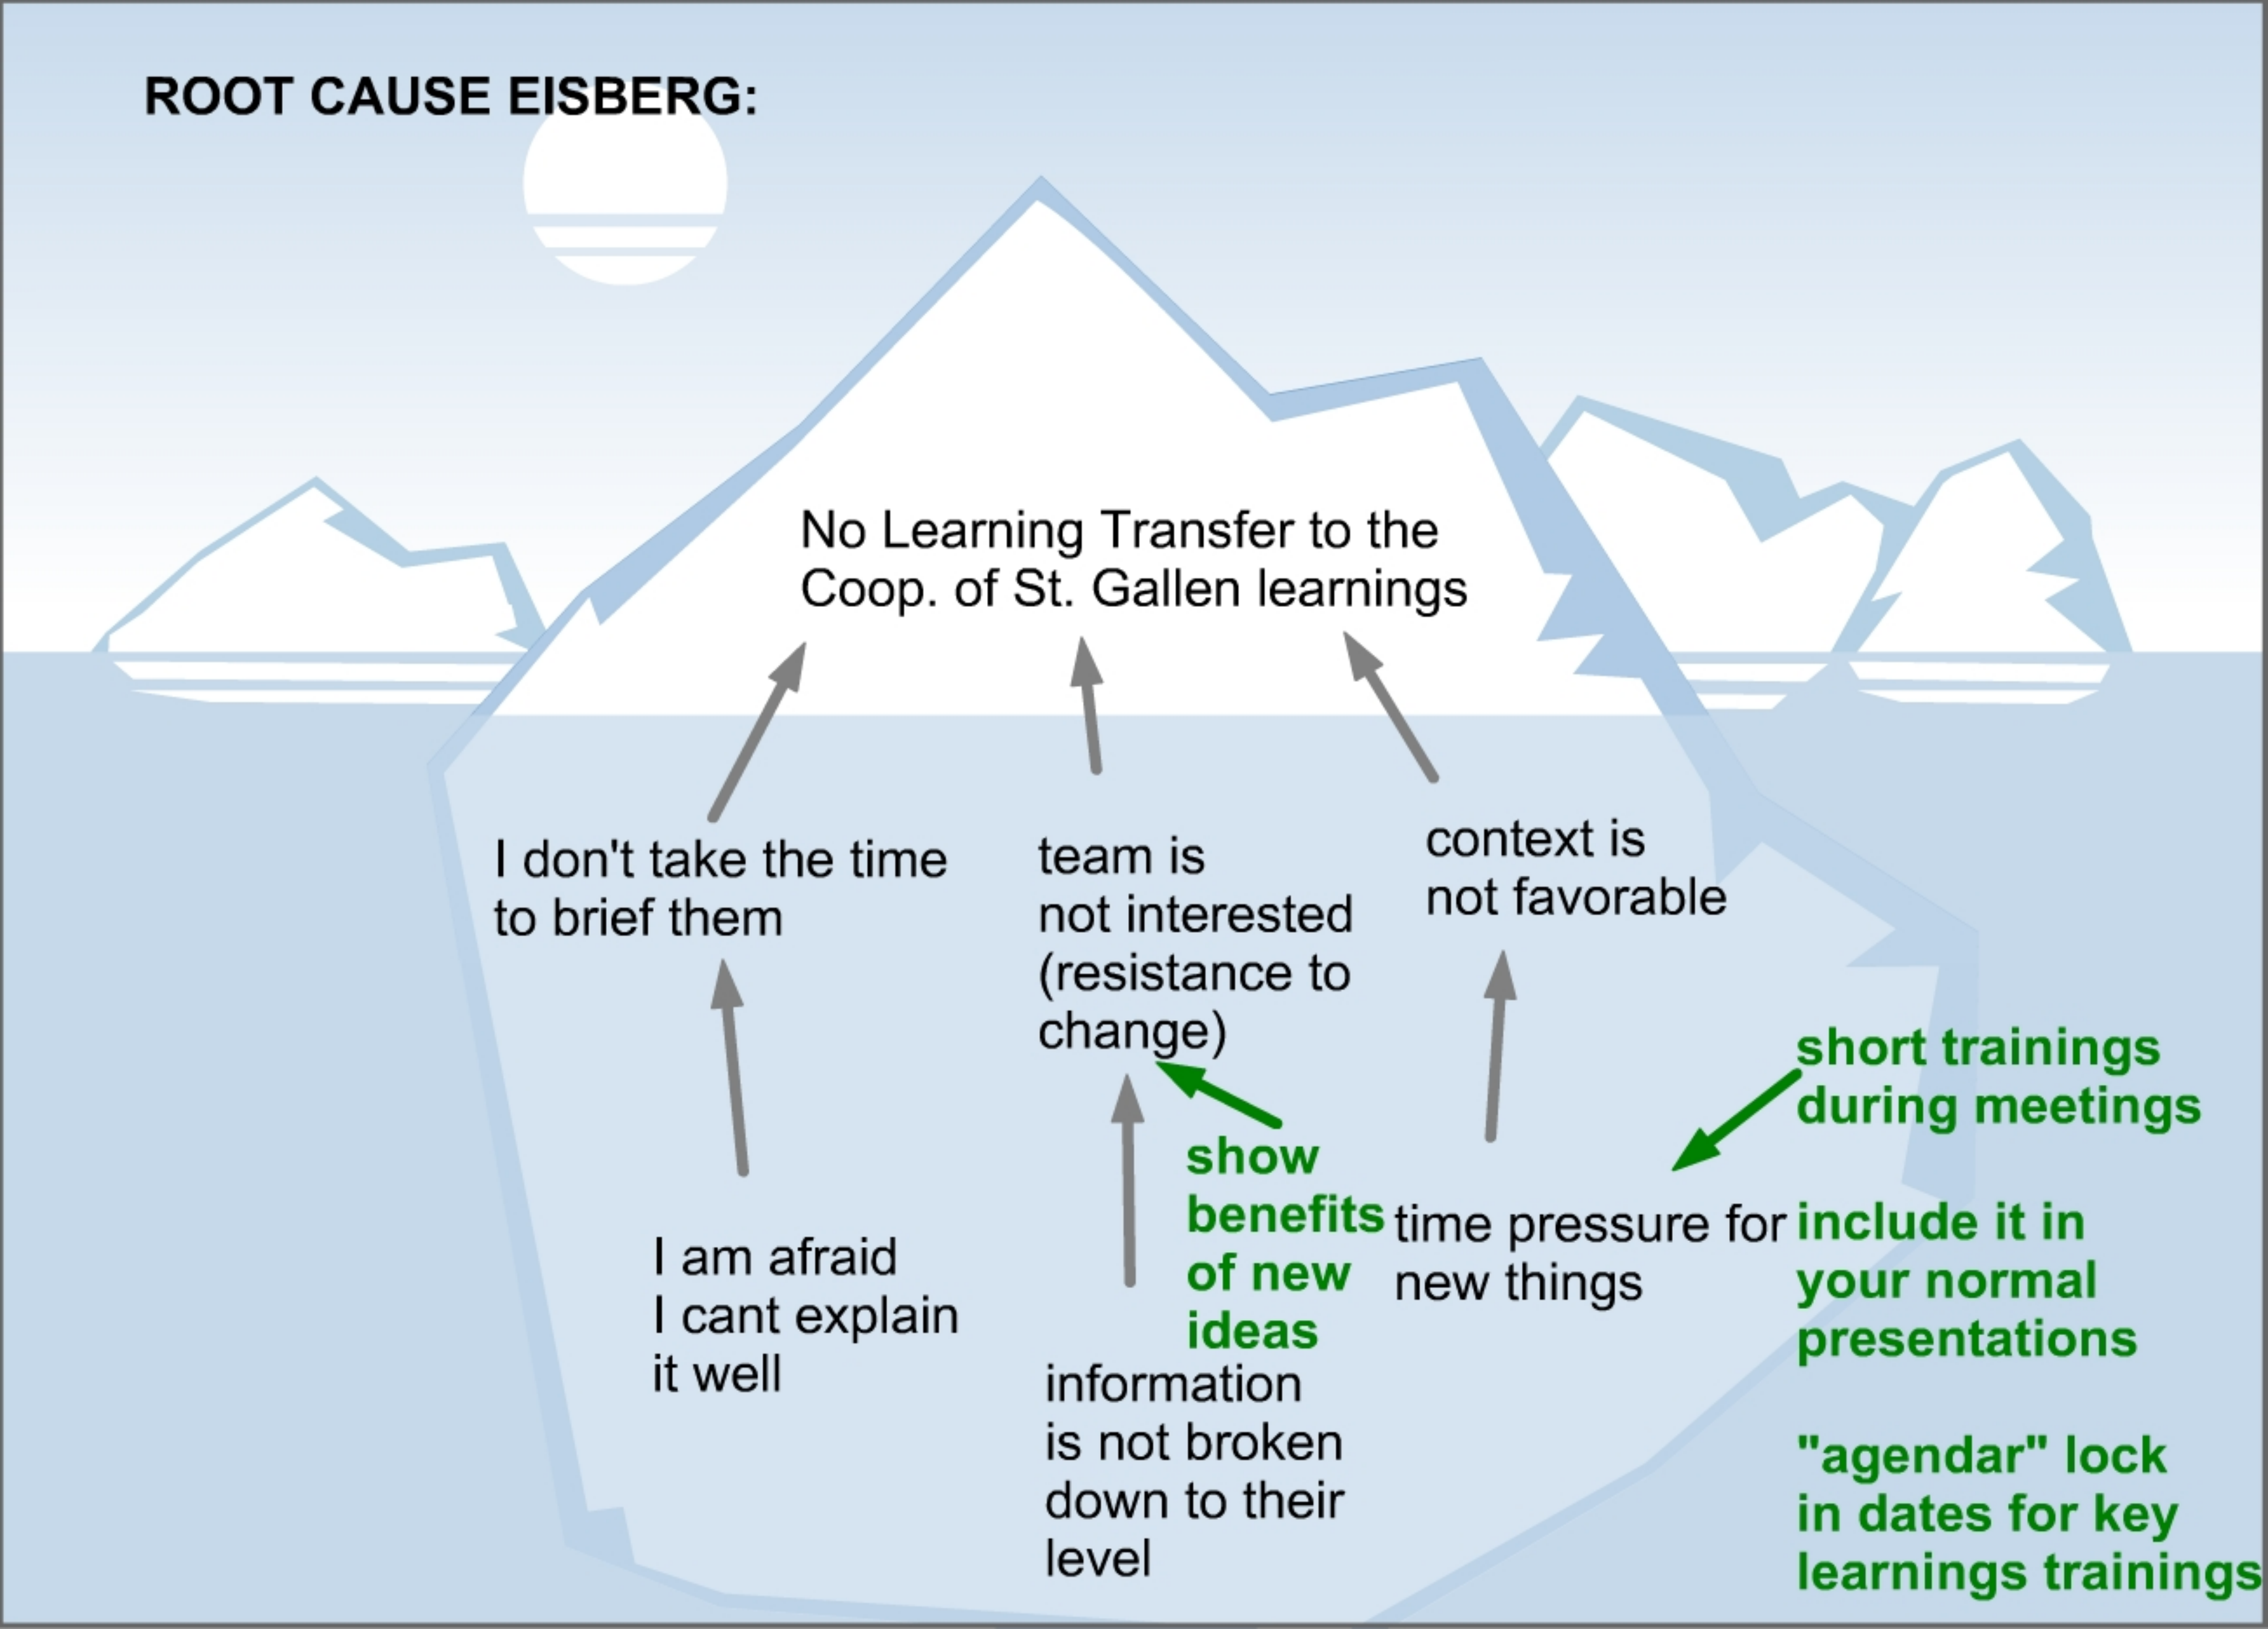 ROOT CAUSE EISBERG:
No Learning Transfer to the
Coop. of St. Gallen learnings
I don't take the time
to brief them
team is
not interested
(resistance to
change)
context is
not favorable
I am afraid
I cant explain
it well
show
benefits
of new
ideas
information
is not broken
down to their
level
time pressure for
new things
short trainings
during meetings
include it in
your normal
presentations
"agendar" lock
in dates for key
learnings trainings